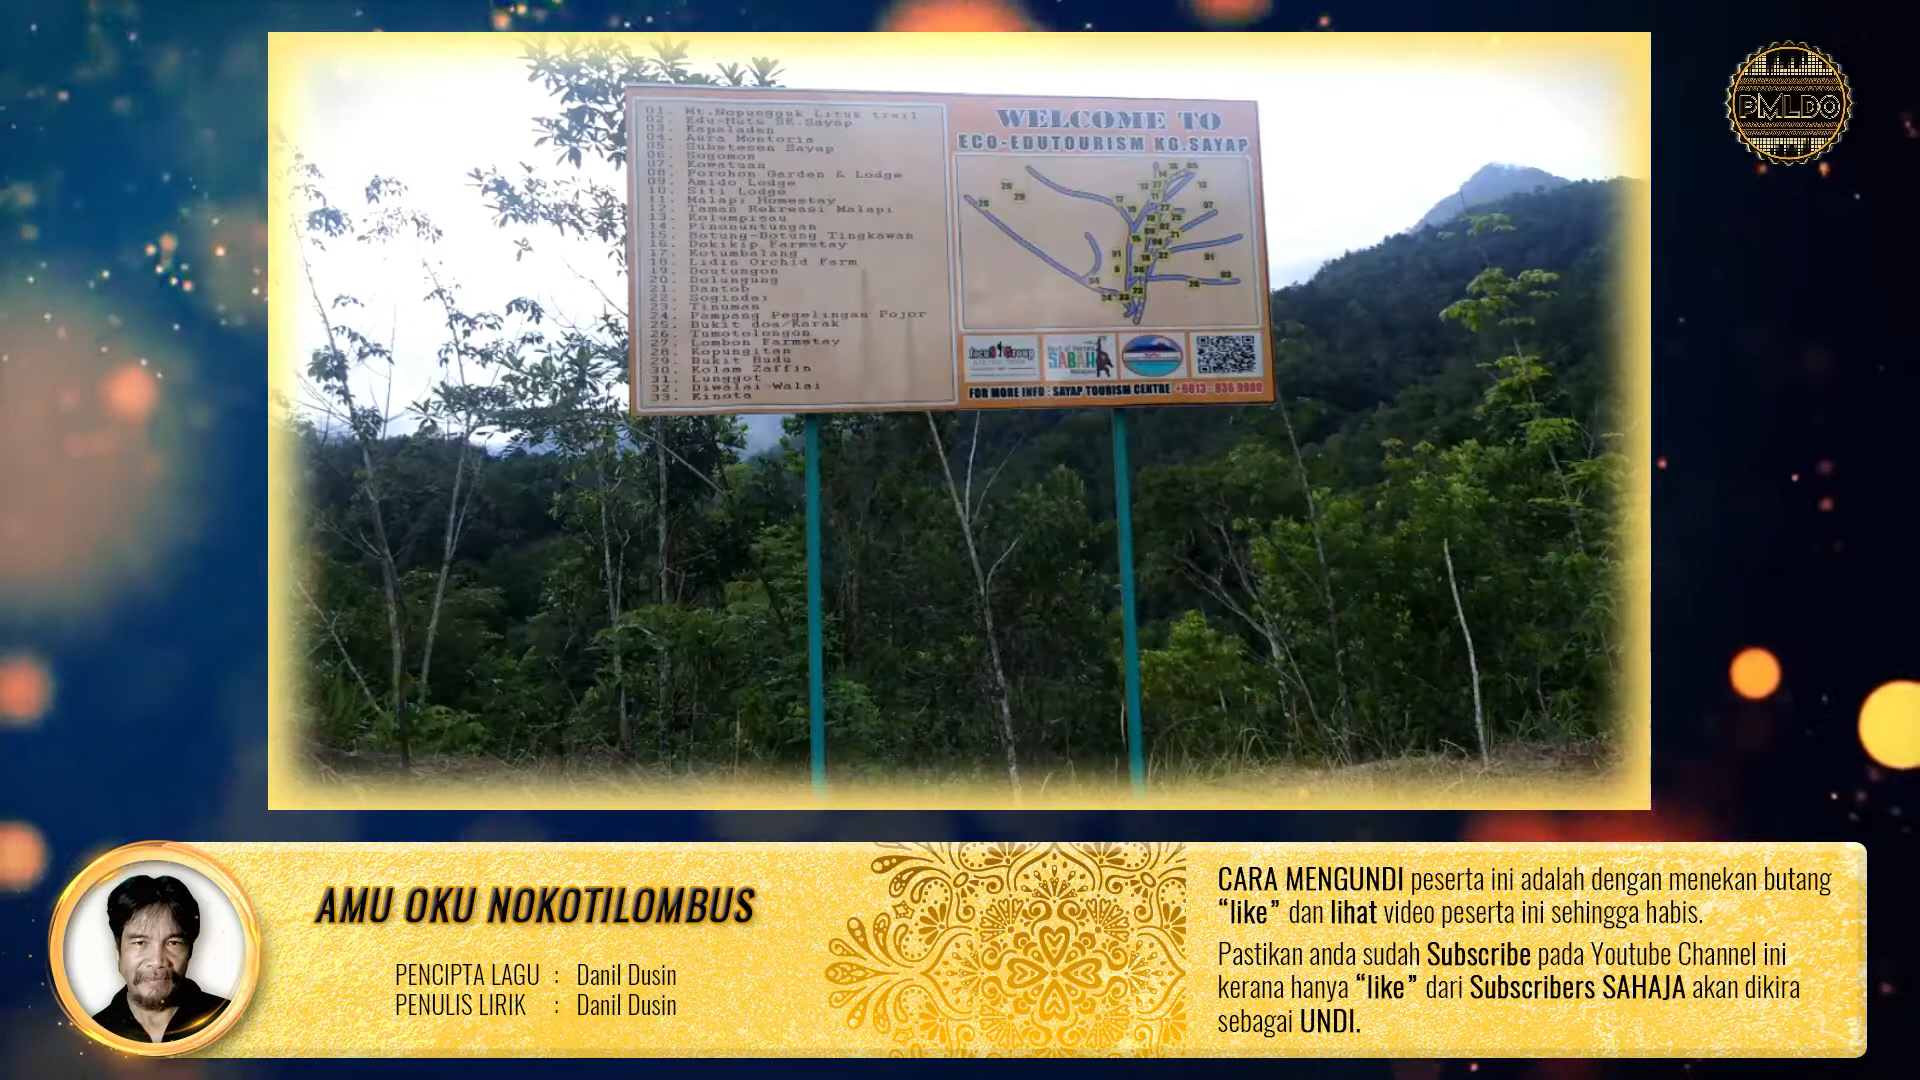 PMLDO
WELCOME TO
ECO-EDUTOURISM KG.SAYAP
01. Mt.Nopungguk Lituk trail
02. Edu-Huts SK.Sayap
03. Kapaladan
04. Aura Montoria
05. Substesen Sayap
06. Sogomon
07. Kowatuan
08. Porohon Garden & Lodge
09. Amido Lodge
10. Siti Lodge
11. Malapi Homestay
12. Taman Rekreasi Malapi
13. Kolumpisau
14. Pinonuntungan
15. Botung-Botung Tingkawan
16. Dokikip Farmstay
17. Kotumbalang
18. Lidin Orchid Farm
19. Doutungon
20. Dolungung
21. Dantob
22. Sogindai
23. Tinuman
24. Pampang Pegelingan Pojor
25. Bukit doa/Karak
26. Tumotolongon
27. Lombon Farmstay
28. Kopungitan
29. Bukit Budu
30. Kolam Zaffin
31. Lunggot
32. Diwalai-Walai
33. Kinota
SABAH
FOR MORE INFO : SAYAP TOURISM CENTRE
AMU OKU NOKOTILOMBUS
PENCIPTA LAGU : Danil Dusin
PENULIS LIRIK : Danil Dusin
CARA MENGUNDI peserta ini adalah dengan menekan butang
“like” dan lihat video peserta ini sehingga habis.
Pastikan anda sudah Subscribe pada Youtube Channel ini
kerana hanya “like” dari Subscribers SAHAJA akan dikira
sebagai UNDI.